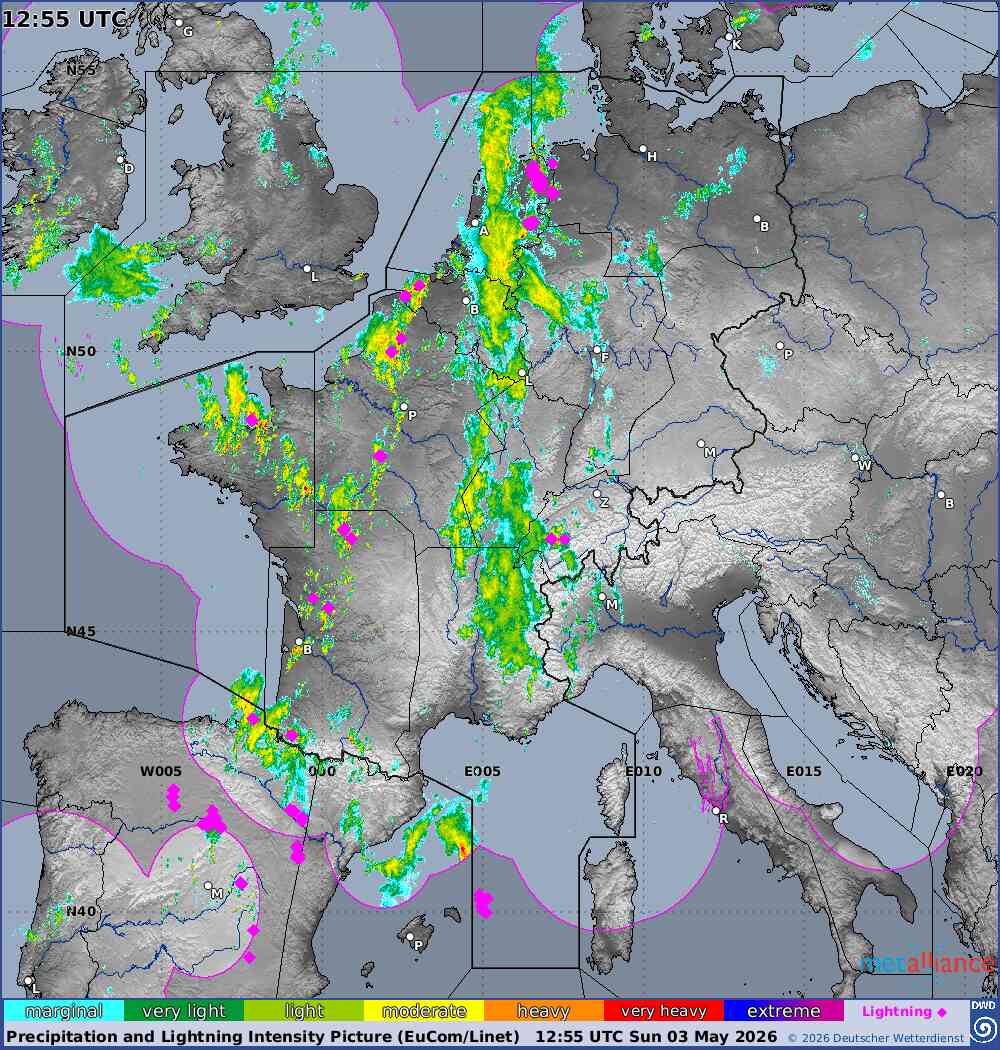 12:55 UTC
G
K
N55
D
H
A
B
L
B
N50
F
P
L
P
M
W
Z
B
M
N45
B
W005
000
E005
E010
E015
E020
R
M
N40
P
L
metalliance
marginal very light light moderate heavy very heavy extreme Lightning
DWD
Precipitation and Lightning Intensity Picture (EuCom/Linet) 12:55 UTC Sun 03 May 2026 © 2026 Deutscher Wetterdienst